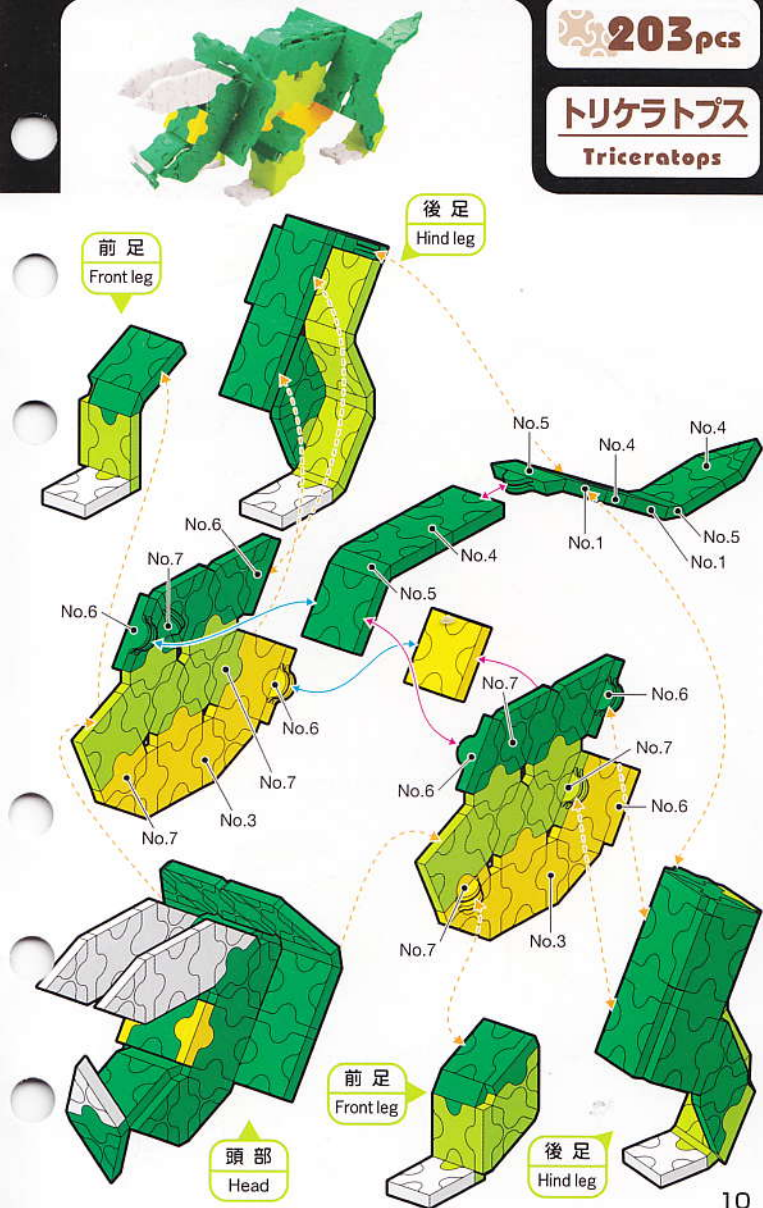 203pcs
トリケラトプス
Triceratops
後足
Hind leg
前足
Front leg
No.5
No.4
No.4
No.6
No.7
No.4
No.1
No.5
No.1
No.6
No.5
No.7
No.6
No.6
No.7
No.7
No.3
No.6
No.6
No.7
No.3
No.7
前足
Front leg
頭部
Head
後足
Hind leg
10